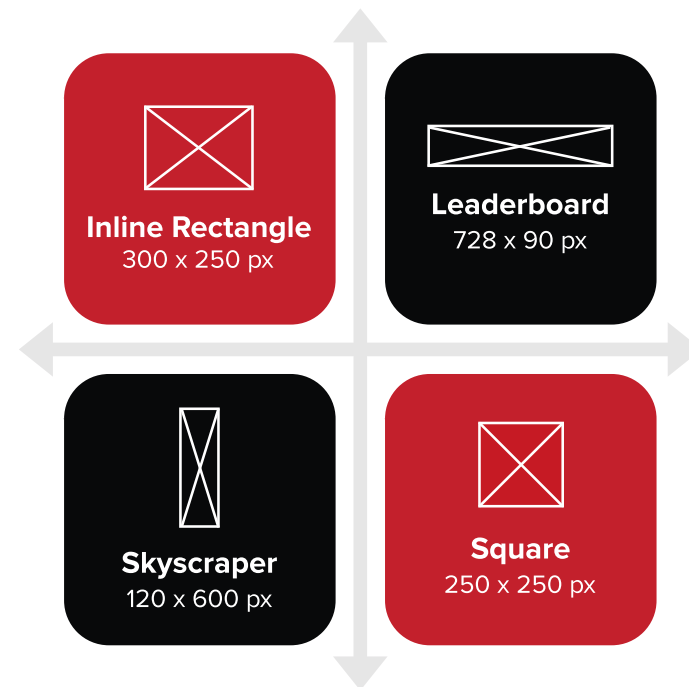 Inline Rectangle
300 x 250 px
Leaderboard
728 x 90 px
Skyscraper
120 x 600 px
Square
250 x 250 px